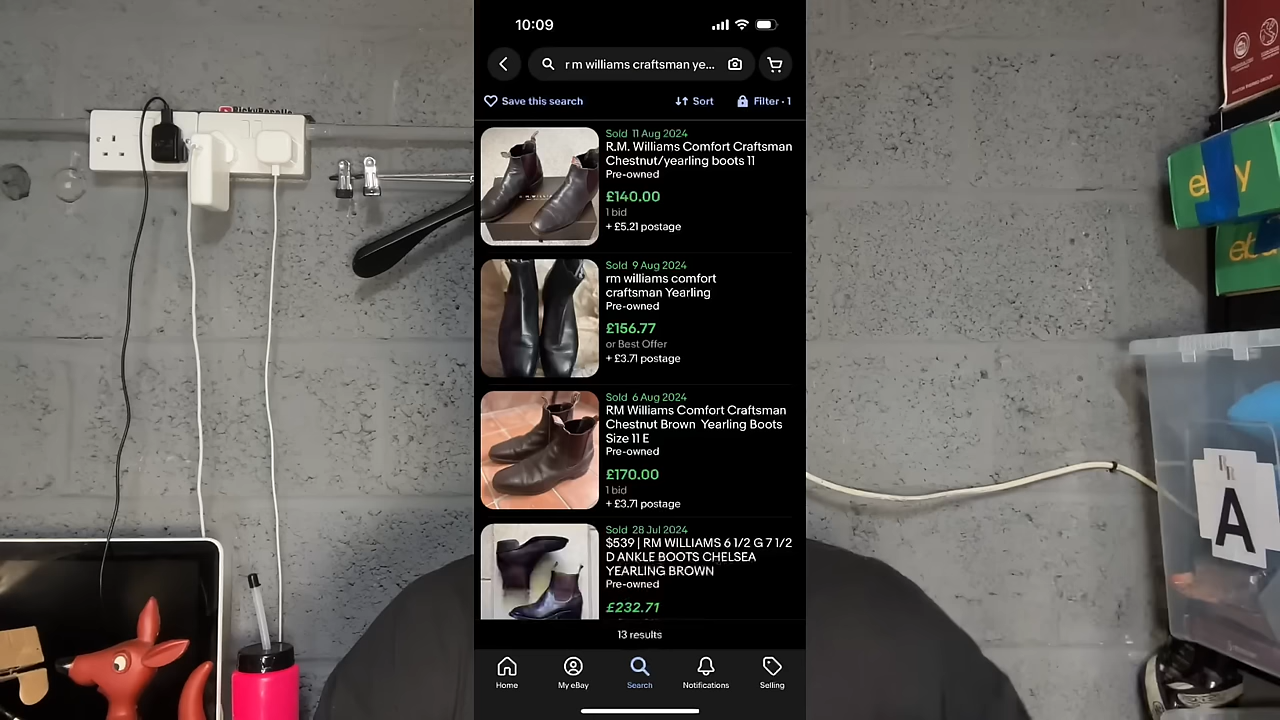 RickyResells
10:09
r m williams craftsman ye...
Save this search
Sort
Filter · 1
Sold 11 Aug 2024
R.M. Williams Comfort Craftsman
Chestnut/yearling boots 11
Pre-owned
£140.00
1 bid
+ £5.21 postage
Sold 9 Aug 2024
rm williams comfort
craftsman Yearling
Pre-owned
£156.77
or Best Offer
+ £3.71 postage
Sold 6 Aug 2024
RM Williams Comfort Craftsman
Chestnut Brown Yearling Boots
Size 11 E
Pre-owned
£170.00
1 bid
+ £3.71 postage
Sold 28 Jul 2024
$539 | RM WILLIAMS 6 1/2 G 7 1/2
D ANKLE BOOTS CHELSEA
YEARLING BROWN
Pre-owned
£232.71
13 results
Home
My eBay
Search
Notifications
Selling
ebay
A